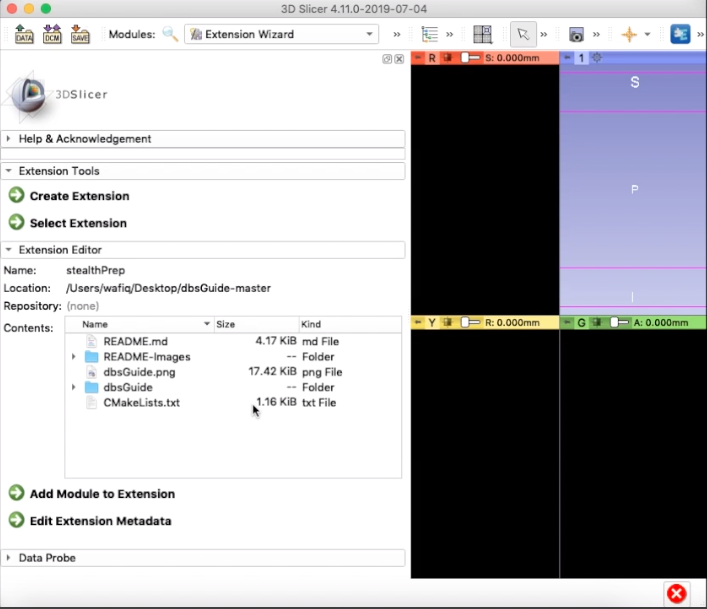 3D Slicer 4.11.0-2019-07-04
DATA DCM SAVE Modules: Extension Wizard » » » » »
3DSlicer
Help & Acknowledgement
Extension Tools
Create Extension
Select Extension
Extension Editor
Name: stealthPrep
Location: /Users/wafiq/Desktop/dbsGuide-master
Repository: (none)
Contents:
Name Size Kind
README.md 4.17 KiB md File
README-Images -- Folder
dbsGuide.png 17.42 KiB png File
dbsGuide -- Folder
CMakeLists.txt 1.16 KiB txt File
Add Module to Extension
Edit Extension Metadata
Data Probe
R S: 0.000mm
1
S
P
I
Y R: 0.000mm
G A: 0.000mm